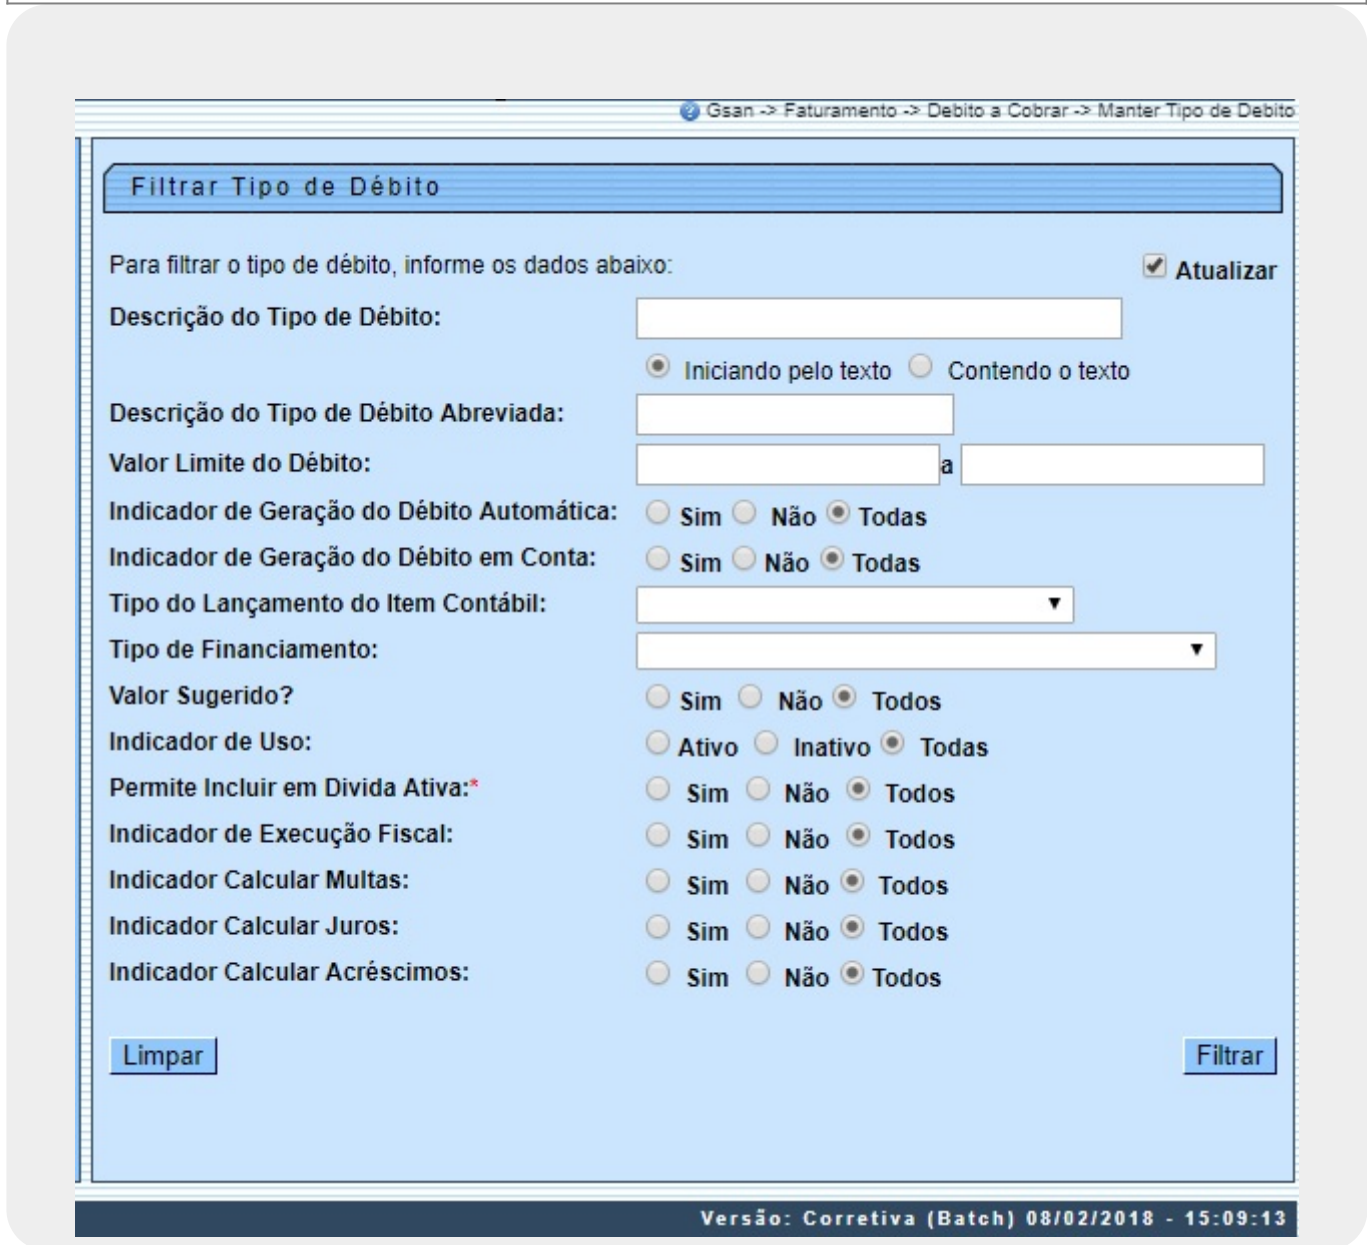 Gsan -> Faturamento -> Debito a Cobrar -> Manter Tipo de Debito
Filtrar Tipo de Débito
Para filtrar o tipo de débito, informe os dados abaixo: Atualizar
Descrição do Tipo de Débito:
Iniciando pelo texto Contendo o texto
Descrição do Tipo de Débito Abreviada:
Valor Limite do Débito: a
Indicador de Geração do Débito Automática: Sim Não Todas
Indicador de Geração do Débito em Conta: Sim Não Todas
Tipo do Lançamento do Item Contábil:
Tipo de Financiamento:
Valor Sugerido? Sim Não Todos
Indicador de Uso: Ativo Inativo Todas
Permite Incluir em Divida Ativa:* Sim Não Todos
Indicador de Execução Fiscal: Sim Não Todos
Indicador Calcular Multas: Sim Não Todos
Indicador Calcular Juros: Sim Não Todos
Indicador Calcular Acréscimos: Sim Não Todos
Limpar Filtrar
Versão: Corretiva (Batch) 08/02/2018 - 15:09:13